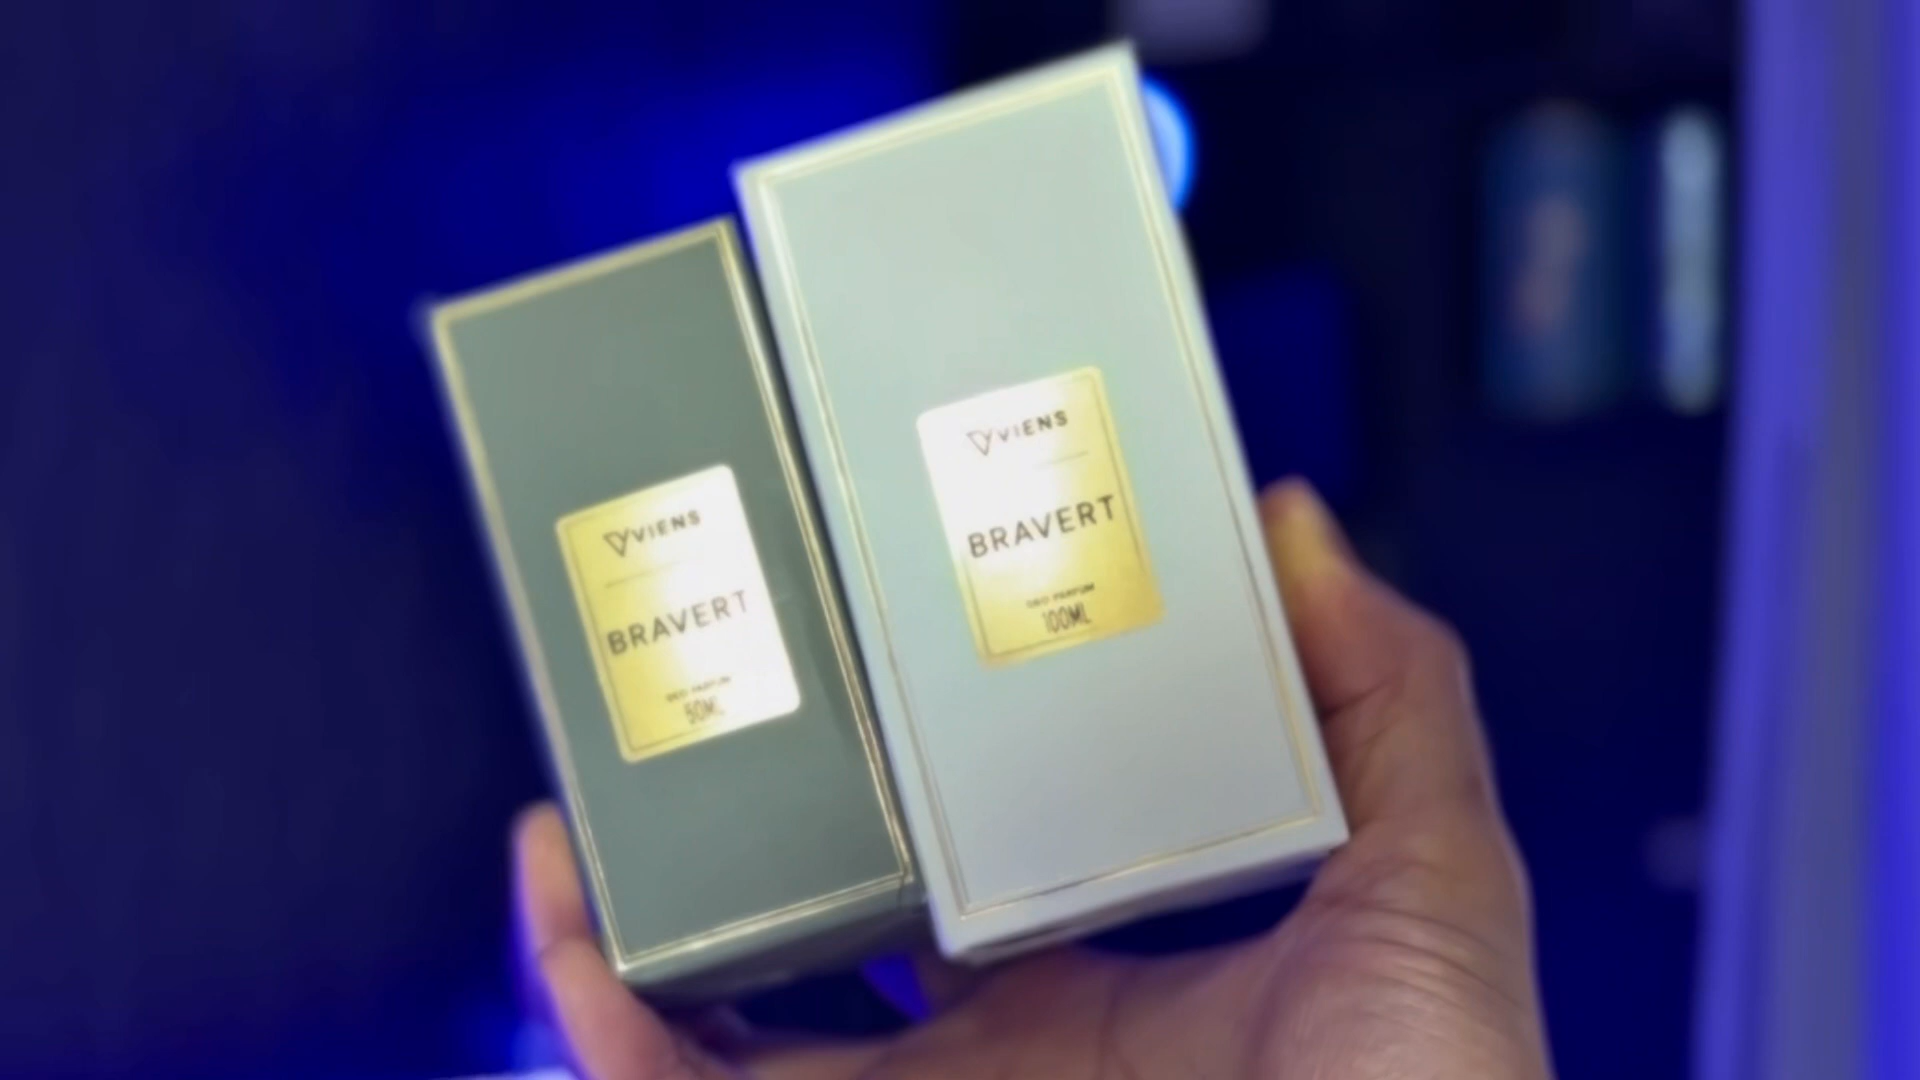 VIENS
BRAVERT
DEO PARFUM
50ML
VIENS
BRAVERT
DEO PARFUM
100ML